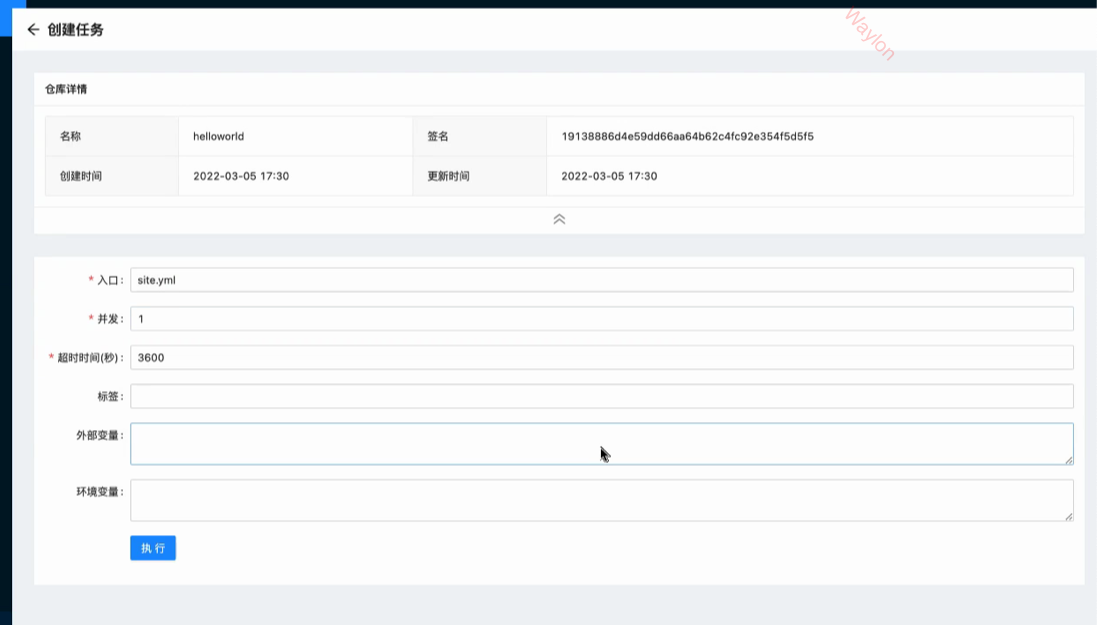 创建任务
Waylon
仓库详情
名称 helloworld 签名 19138886d4e59dd66aa64b62c4fc92e354f5d5f5
创建时间 2022-03-05 17:30 更新时间 2022-03-05 17:30
* 入口: site.yml
* 并发: 1
* 超时时间(秒): 3600
标签:
外部变量:
环境变量:
执 行